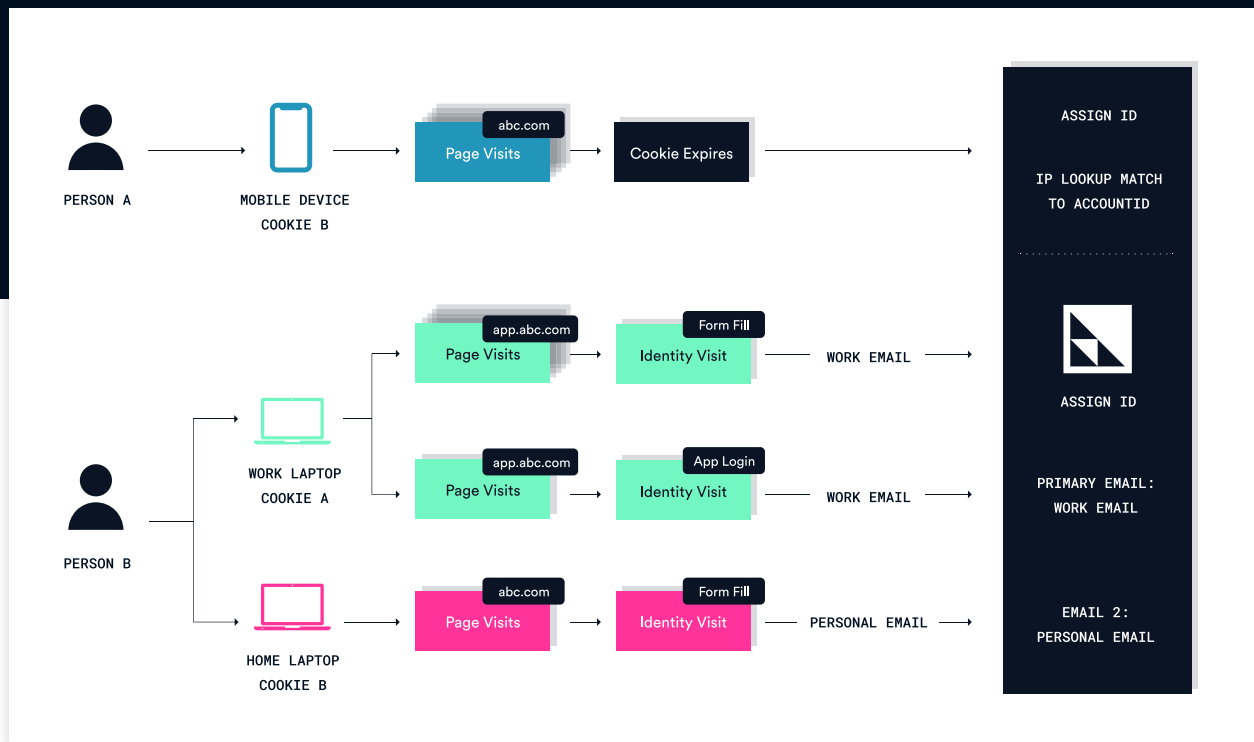 abc.com
Page Visits
Cookie Expires
PERSON A
MOBILE DEVICE
COOKIE B
ASSIGN ID
IP LOOKUP MATCH
TO ACCOUNTID
app.abc.com
Page Visits
Form Fill
Identity Visit
WORK EMAIL
WORK LAPTOP
COOKIE A
app.abc.com
Page Visits
App Login
Identity Visit
WORK EMAIL
PERSON B
abc.com
Page Visits
Form Fill
Identity Visit
PERSONAL EMAIL
HOME LAPTOP
COOKIE B
ASSIGN ID
PRIMARY EMAIL:
WORK EMAIL
EMAIL 2:
PERSONAL EMAIL